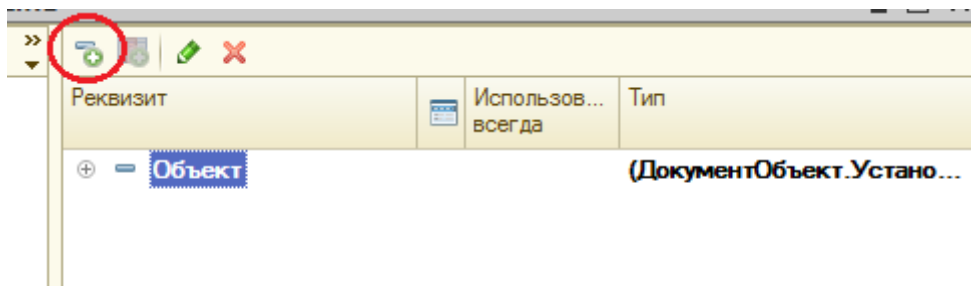 Реквизит
Использов...
всегда
Тип
Объект
(ДокументОбъект.Устано...